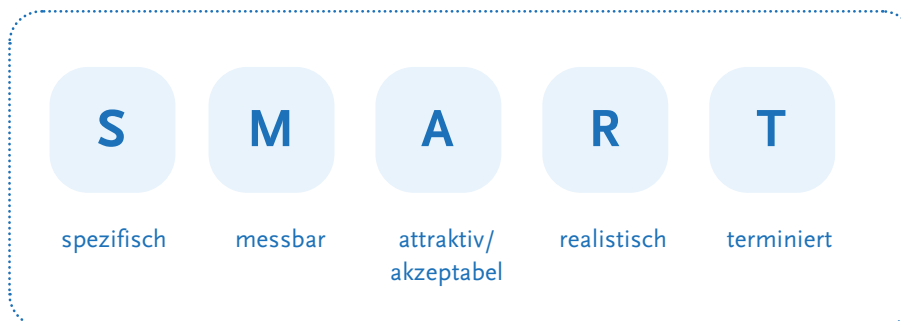 S M A R T
spezifisch messbar attraktiv/ realistisch terminiert
akzeptabel